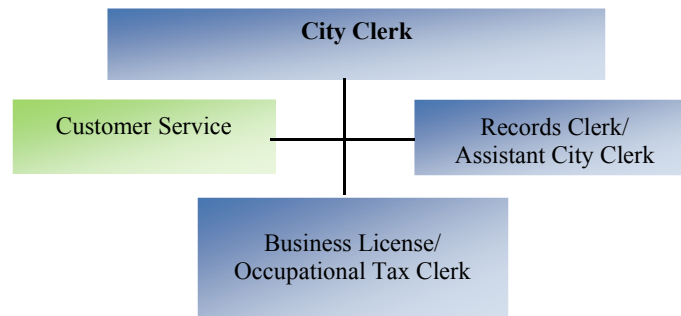 City Clerk
Customer Service
Records Clerk/
Assistant City Clerk
Business License/
Occupational Tax Clerk